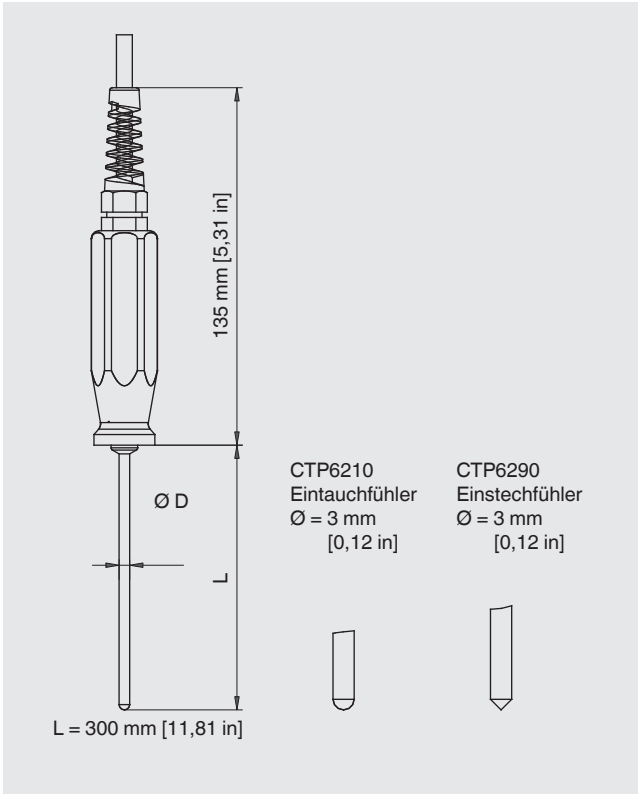 135 mm [5,31 in]
Ø D
L
L = 300 mm [11,81 in]
CTP6210
Eintauchfühler
Ø = 3 mm
[0,12 in]
CTP6290
Einstechfühler
Ø = 3 mm
[0,12 in]